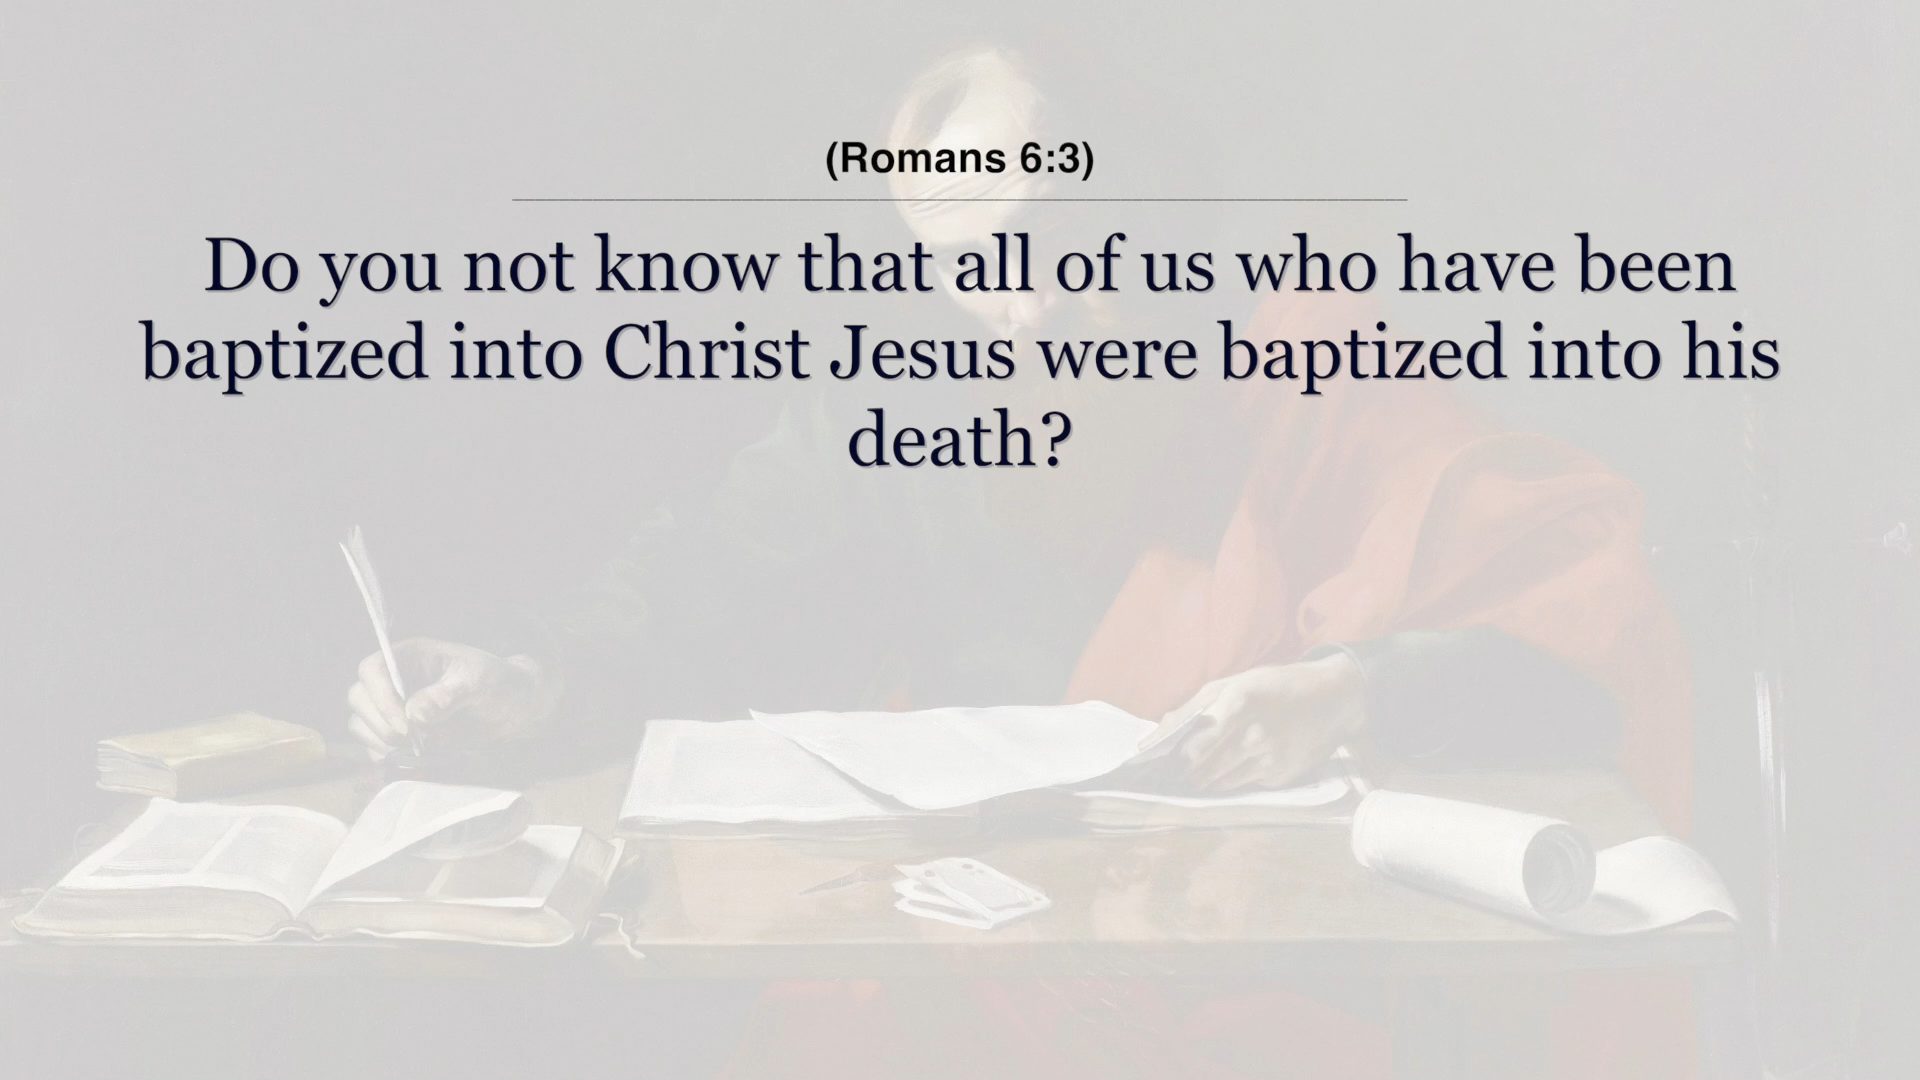 (Romans 6:3)
Do you not know that all of us who have been
baptized into Christ Jesus were baptized into his
death?